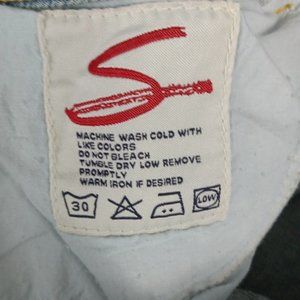 S
MACHINE WASH COLD WITH
LIKE COLORS
DO NOT BLEACH
TUMBLE DRY LOW REMOVE
PROMPTLY
WARM IRON IF DESIRED
30
LOW